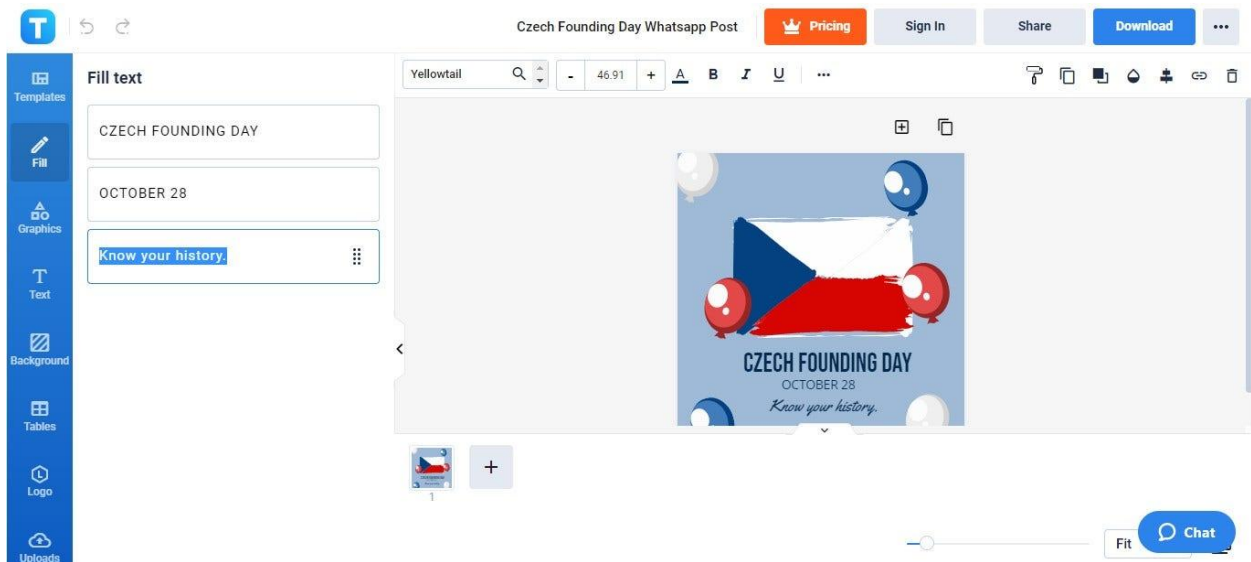 T
Czech Founding Day Whatsapp Post
Pricing
Sign In
Share
Download
Templates
Fill
Graphics
Text
Background
Tables
Logo
Uploads
Fill text
CZECH FOUNDING DAY
OCTOBER 28
Know your history.
Yellowtail
- 46.91 + A B I U
CZECH FOUNDING DAY
OCTOBER 28
Know your history.
+
1
Fit
Chat